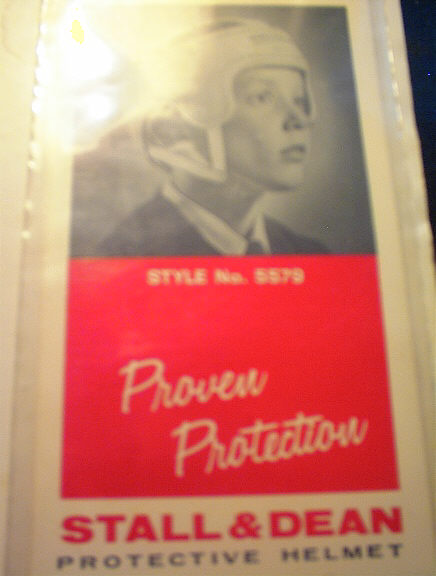 STYLE No. 5579
Proven
Protection
STALL & DEAN
PROTECTIVE HELMET